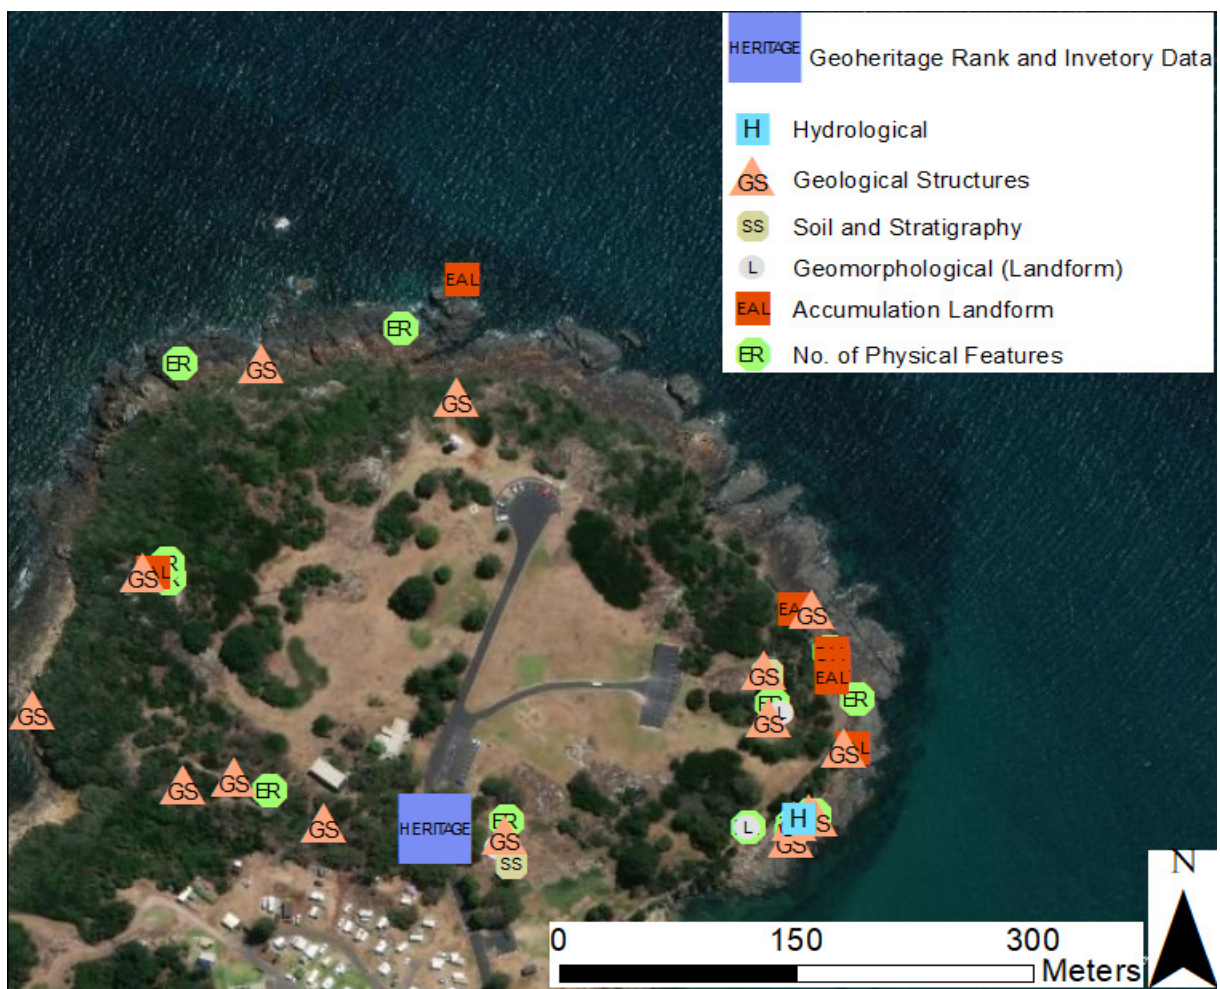 HERITAGE Geoheritage Rank and Invetory Data
H Hydrological
GS Geological Structures
SS Soil and Stratigraphy
L Geomorphological (Landform)
EAL Accumulation Landform
ER No. of Physical Features
EAL
ER
ER
GS
GS
GS
EA
GS
GS
EAL
ER
L
GS
GS
GS
GS
GS
ER
GS
HERITAGE
ER
GS
SS
L
H
GS
GS
N
0 150 300
Meters